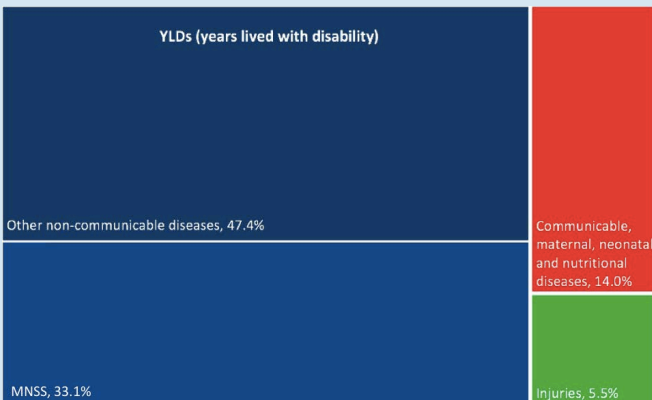 YLDs (years lived with disability)
Other non-communicable diseases, 47.4%
MNSS, 33.1%
Communicable,
maternal, neonatal
and nutritional
diseases, 14.0%
Injuries, 5.5%